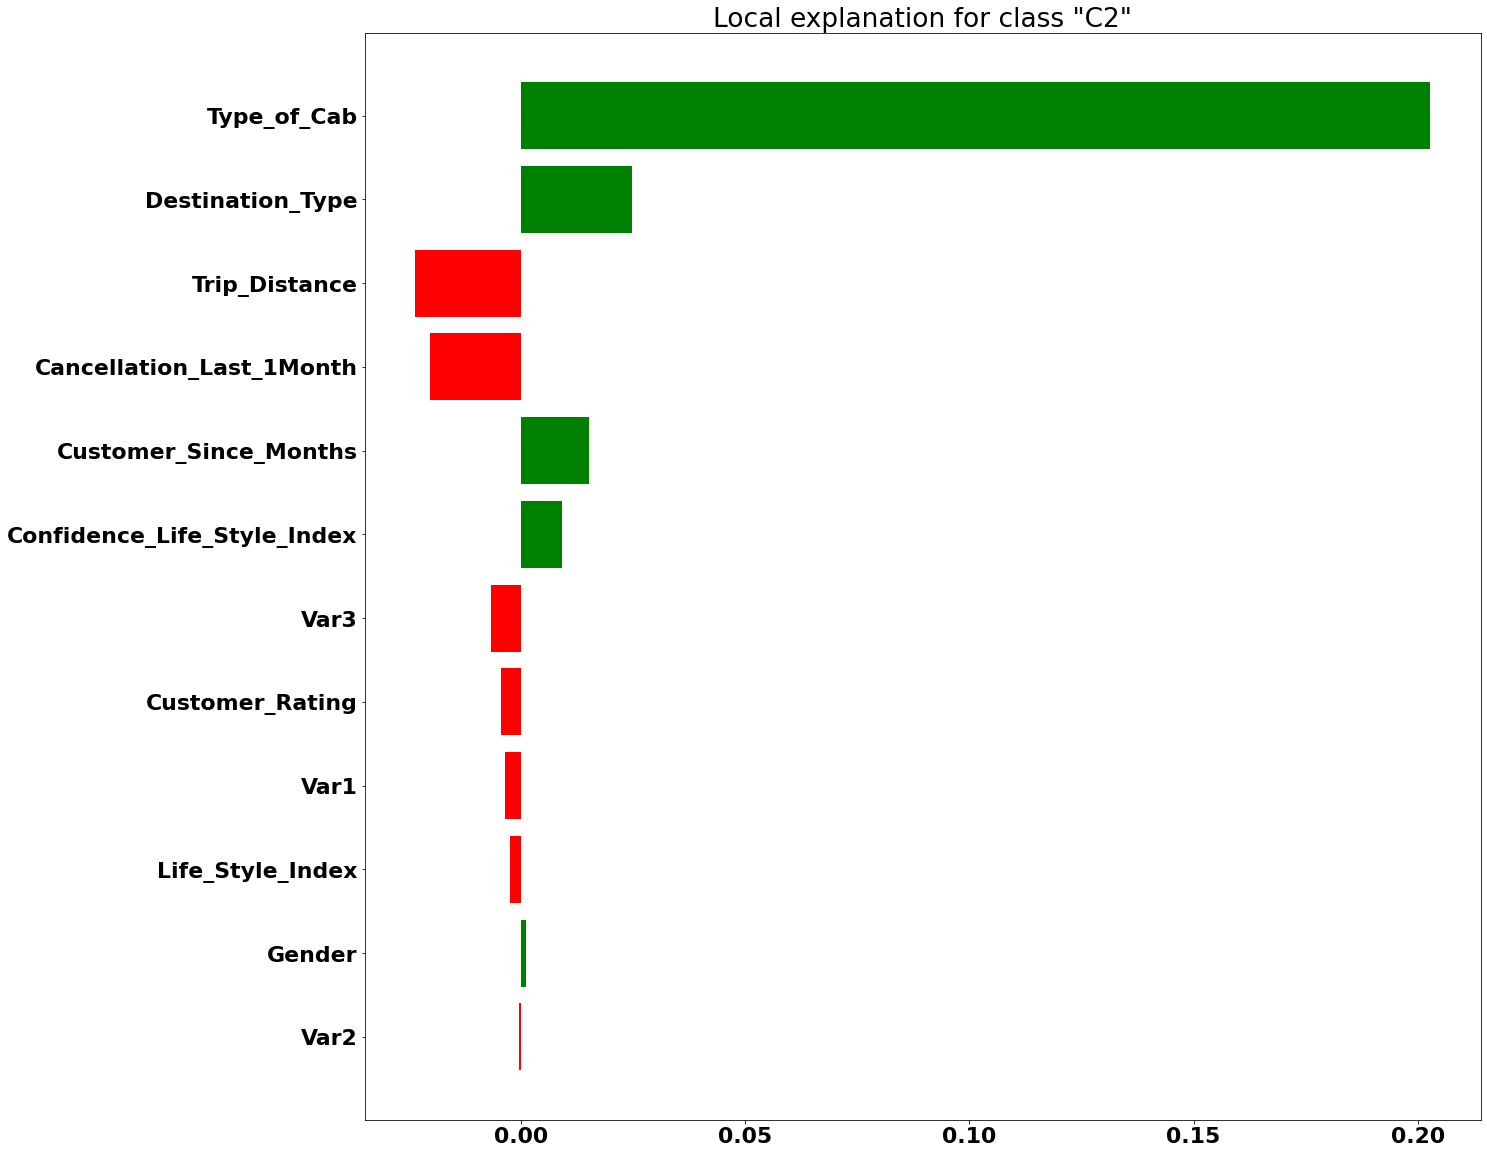 Local explanation for class "C2"
Type_of_Cab
Destination_Type
Trip_Distance
Cancellation_Last_1Month
Customer_Since_Months
Confidence_Life_Style_Index
Var3
Customer_Rating
Var1
Life_Style_Index
Gender
Var2
0.00 0.05 0.10 0.15 0.20